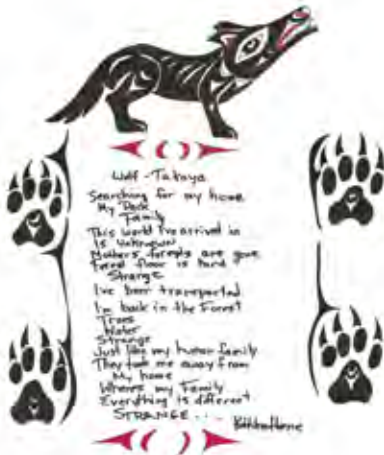 Wolf - Takaya
Searching for my home
My Pack
Family
This world I've arrived in
Is Unknown
Mothers forests are gone
Forest floor is hard
Strange
I've been transported
I'm back in the Forest
Trees
Water
Strange
Just like my human family
They took me away from
My home
Wheres my Family
Everything is different
STRANGE...